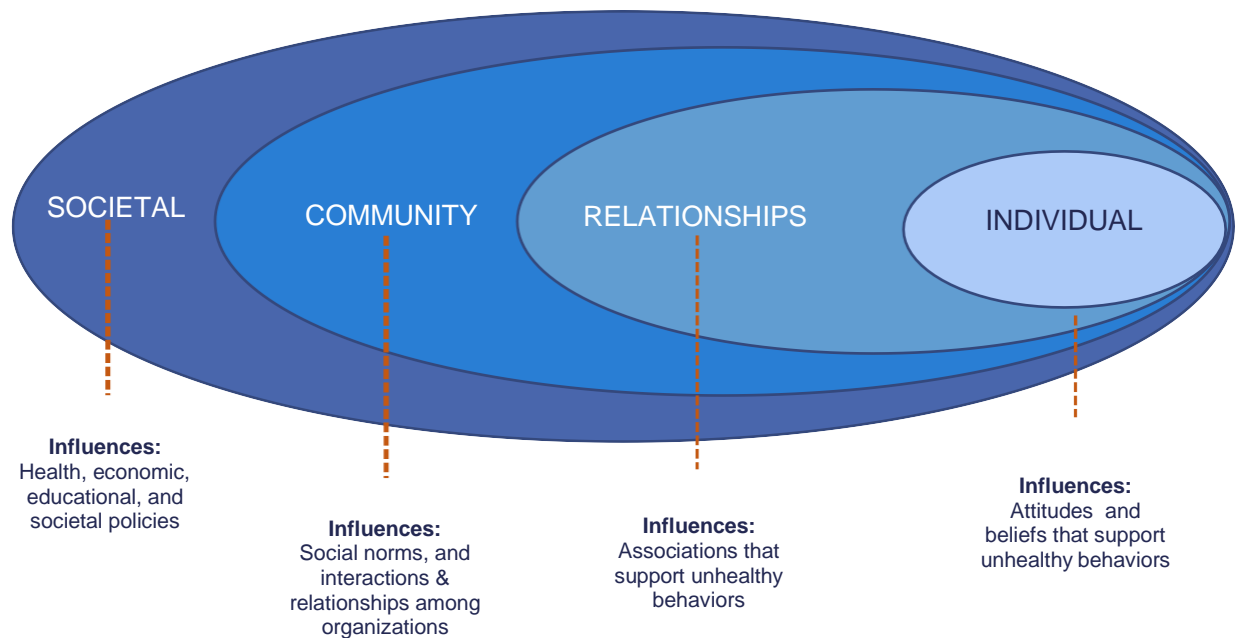 SOCIETAL
COMMUNITY
RELATIONSHIPS
INDIVIDUAL
Influences:
Health, economic,
educational, and
societal policies
Influences:
Social norms, and
interactions &
relationships among
organizations
Influences:
Associations that
support unhealthy
behaviors
Influences:
Attitudes and
beliefs that support
unhealthy behaviors